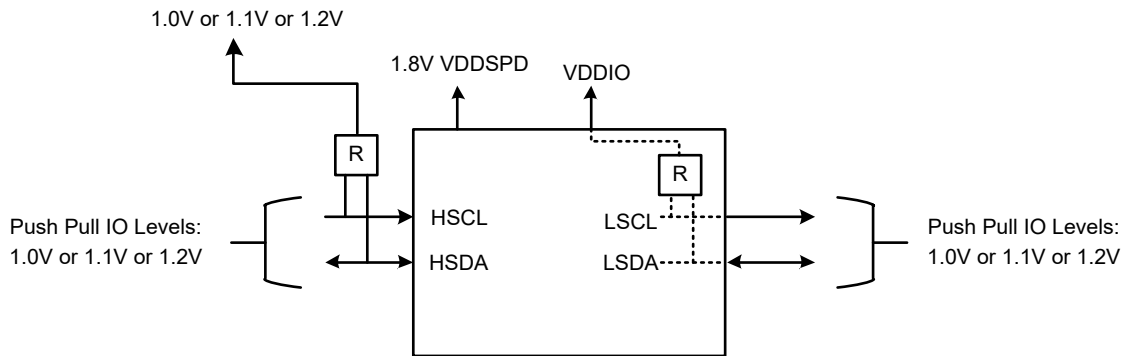 1.0V or 1.1V or 1.2V
1.8V VDDSPD
VDDIO
R
R
Push Pull IO Levels:
1.0V or 1.1V or 1.2V
HSCL
HSDA
LSCL
LSDA
Push Pull IO Levels:
1.0V or 1.1V or 1.2V